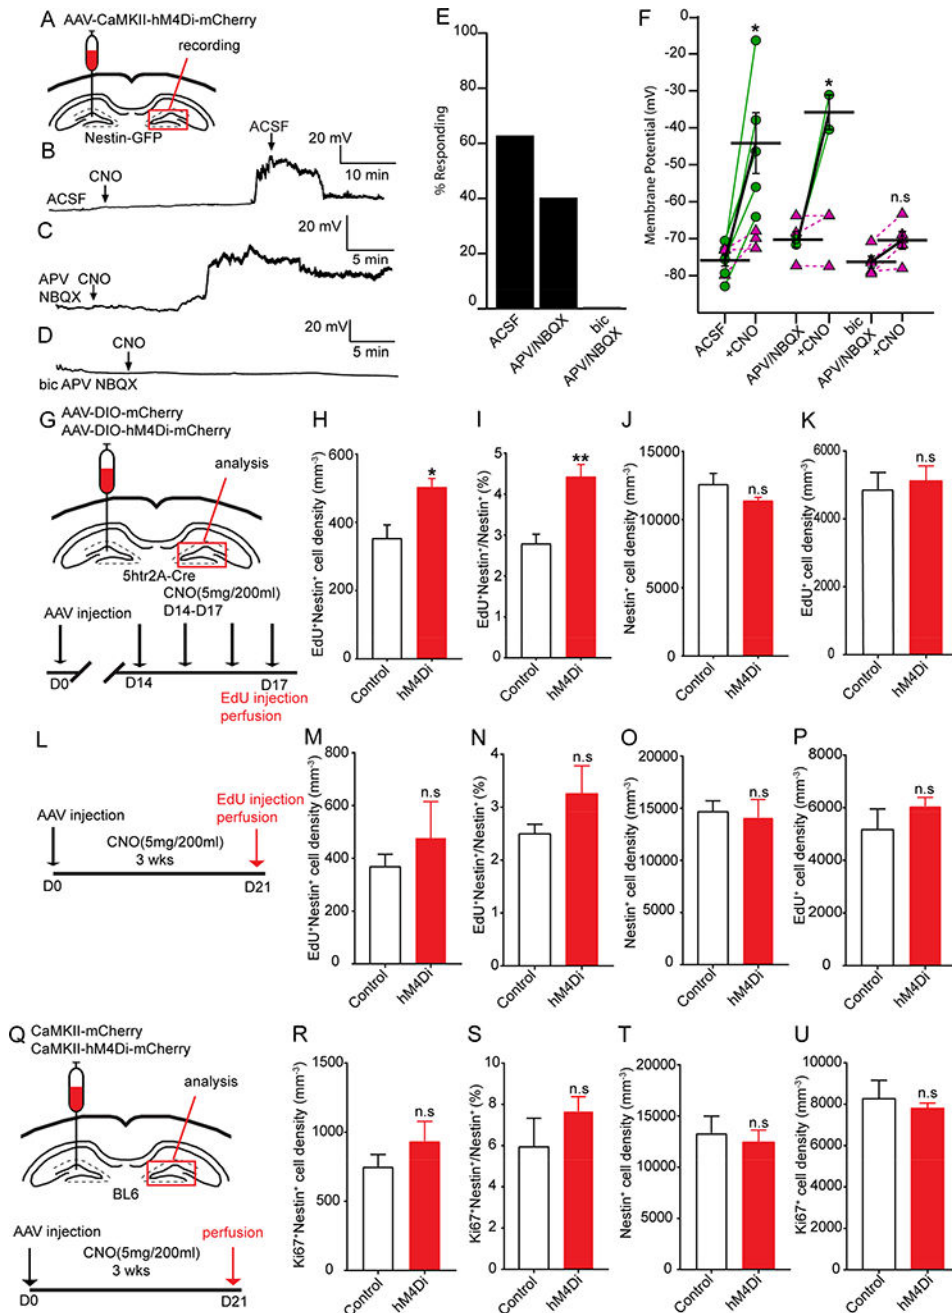 A
AAV-CaMKII-hM4Di-mCherry
recording
Nestin-GFP
B
ACSF
CNO
ACSF
20 mV
10 min
C
APV
NBQX
CNO
20 mV
5 min
D
CNO
bic APV NBQX
20 mV
5 min
E
% Responding
100
80
60
40
20
0
ACSF
APV/NBQX
bic
APV/NBQX
F
Membrane Potential (mV)
-0
-20
-30
-40
-50
-60
-70
-80
*
*
n.s
ACSF
+CNO
APV/NBQX
+CNO
bic
APV/NBQX
+CNO
G
AAV-DIO-mCherry
AAV-DIO-hM4Di-mCherry
analysis
5htr2A-Cre
CNO(5mg/200ml)
D14-D17
AAV injection
D0
D14
D17
EdU injection
perfusion
H
EdU⁺Nestin⁺ cell density (mm⁻³)
600
400
200
0
*
Control
hM4Di
I
EdU⁺Nestin⁺/Nestin⁺ (%)
5
4
3
2
1
0
**
Control
hM4Di
J
Nestin⁺ cell density (mm⁻³)
15000
10000
5000
0
n.s
Control
hM4Di
K
EdU⁺ cell density (mm⁻³)
6000
4000
2000
0
n.s
Control
hM4Di
L
AAV injection
EdU injection
perfusion
CNO(5mg/200ml)
3 wks
D0
D21
M
EdU⁺Nestin⁺ cell density (mm⁻³)
800
600
400
200
0
n.s
Control
hM4Di
N
EdU⁺Nestin⁺/Nestin⁺ (%)
4
3
2
1
0
n.s
Control
hM4Di
O
Nestin⁺ cell density (mm⁻³)
20000
15000
10000
5000
0
n.s
Control
hM4Di
P
EdU⁺ cell density (mm⁻³)
8000
6000
4000
2000
0
n.s
Control
hM4Di
Q
CaMKII-mCherry
CaMKII-hM4Di-mCherry
analysis
BL6
AAV injection
perfusion
CNO(5mg/200ml)
3 wks
D0
D21
R
Ki67⁺Nestin⁺ cell density (mm⁻³)
1500
1000
500
0
n.s
Control
hM4Di
S
Ki67⁺Nestin⁺/Nestin⁺ (%)
10
8
6
4
2
0
n.s
Control
hM4Di
T
Nestin⁺ cell density (mm⁻³)
20000
15000
10000
5000
0
n.s
Control
hM4Di
U
Ki67⁺ cell density (mm⁻³)
10000
8000
6000
4000
2000
0
n.s
Control
hM4Di